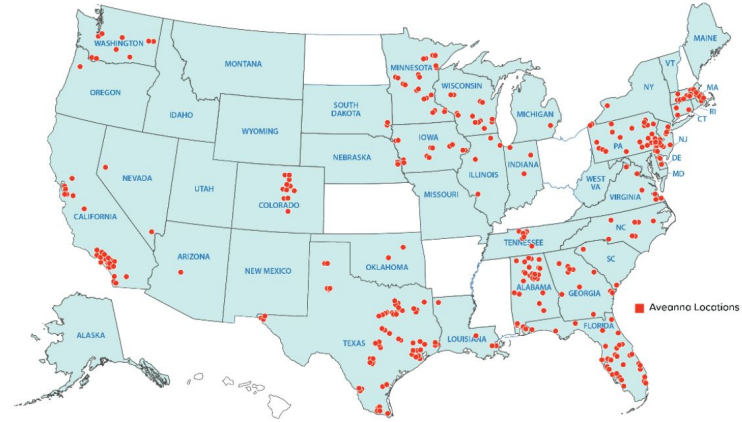 MAINE
WASHINGTON
MONTANA
VT
MINNESOTA
OREGON
NY
MA
WISCONSIN
RI
SOUTH
DAKOTA
MICHIGAN
CT
IDAHO
WYOMING
IOWA
NJ
PA
NEBRASKA
DE
NEVADA
ILLINOIS
INDIANA
MD
UTAH
WEST
VA
COLORADO
MISSOURI
VIRGINIA
CALIFORNIA
NC
TENNESSEE
ARIZONA
OKLAHOMA
SC
NEW MEXICO
ALABAMA
GEORGIA
Aveanna Locations
ALASKA
FLORIDA
TEXAS
LOUISIANA